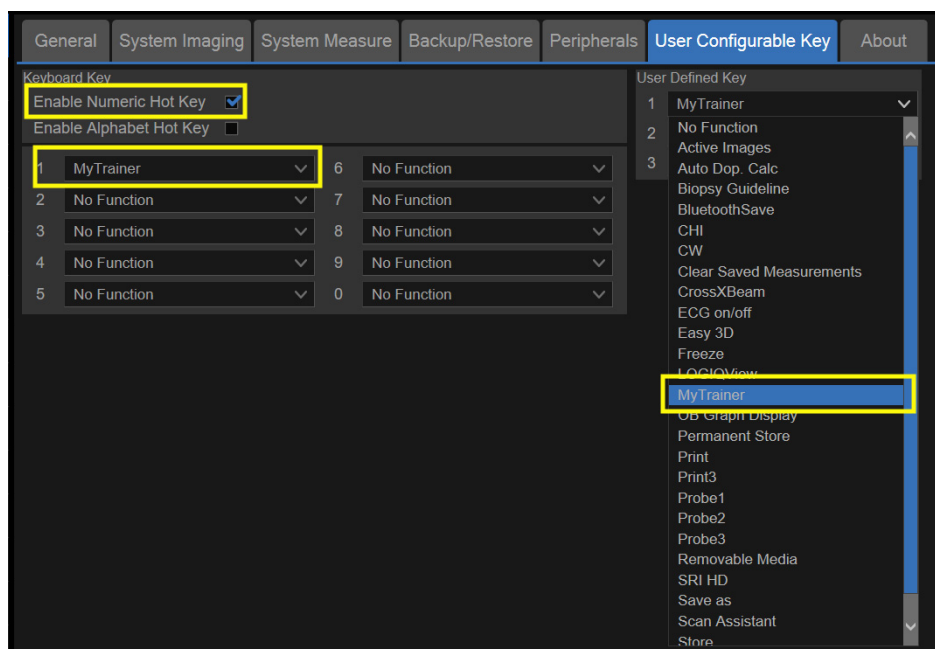 General System Imaging System Measure Backup/Restore Peripherals User Configurable Key About
Keyboard Key
Enable Numeric Hot Key
Enable Alphabet Hot Key
1 MyTrainer 6 No Function
2 No Function 7 No Function
3 No Function 8 No Function
4 No Function 9 No Function
5 No Function 0 No Function
User Defined Key
1 MyTrainer
2
3
No Function
Active Images
Auto Dop. Calc
Biopsy Guideline
BluetoothSave
CHI
CW
Clear Saved Measurements
CrossXBeam
ECG on/off
Easy 3D
Freeze
LOGIQView
MyTrainer
OB Graph Display
Permanent Store
Print
Print3
Probe1
Probe2
Probe3
Removable Media
SRI HD
Save as
Scan Assistant
Store